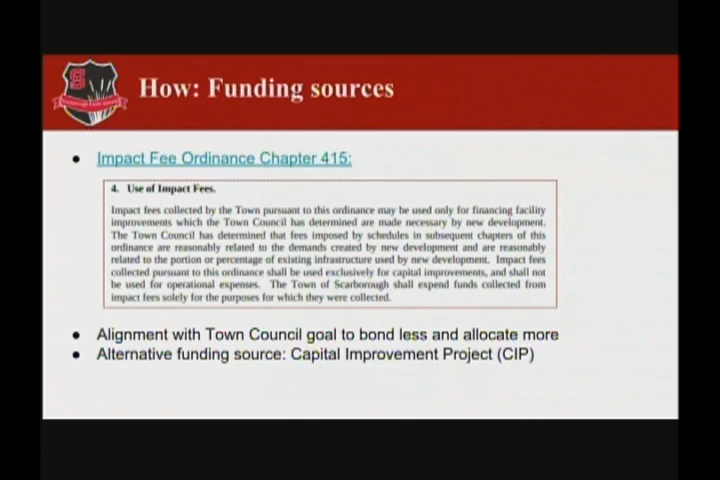 How: Funding sources
• Impact Fee Ordinance Chapter 415:
4. Use of Impact Fees.
Impact fees collected by the Town pursuant to this ordinance may be used only for financing facility
improvements which the Town Council has determined are made necessary by new development.
The Town Council has determined that fees imposed by schedules in subsequent chapters of this
ordinance are reasonably related to the demands created by new development and are reasonably
related to the portion or percentage of existing infrastructure used by new development. Impact fees
collected pursuant to this ordinance shall be used exclusively for capital improvements, and shall not
be used for operational expenses. The Town of Scarborough shall expend funds collected from
impact fees solely for the purposes for which they were collected.
• Alignment with Town Council goal to bond less and allocate more
• Alternative funding source: Capital Improvement Project (CIP)